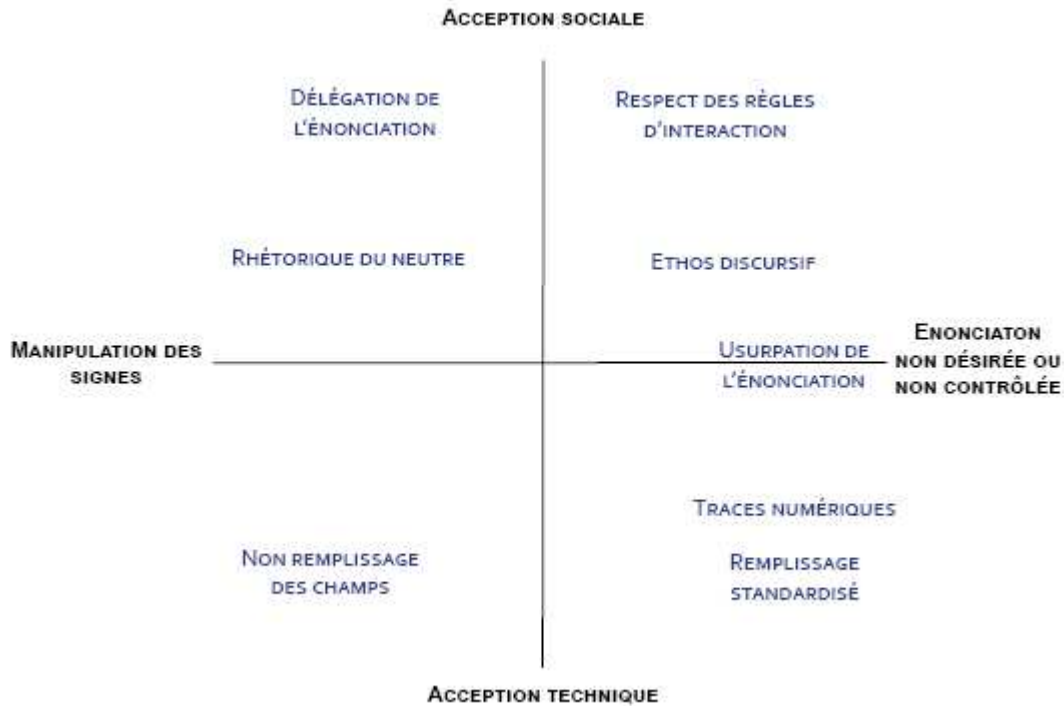 ACCEPTION SOCIALE
DÉLÉGATION DE
L'ÉNONCIATION
RESPECT DES RÈGLES
D'INTERACTION
RHÉTORIQUE DU NEUTRE
ETHOS DISCURSIF
MANIPULATION DES
SIGNES
USURPATION DE
L'ÉNONCIATION
ENONCIATON
NON DÉSIRÉE OU
NON CONTRÔLÉE
TRACES NUMÉRIQUES
NON REMPLISSAGE
DES CHAMPS
REMPLISSAGE
STANDARDISÉ
ACCEPTION TECHNIQUE